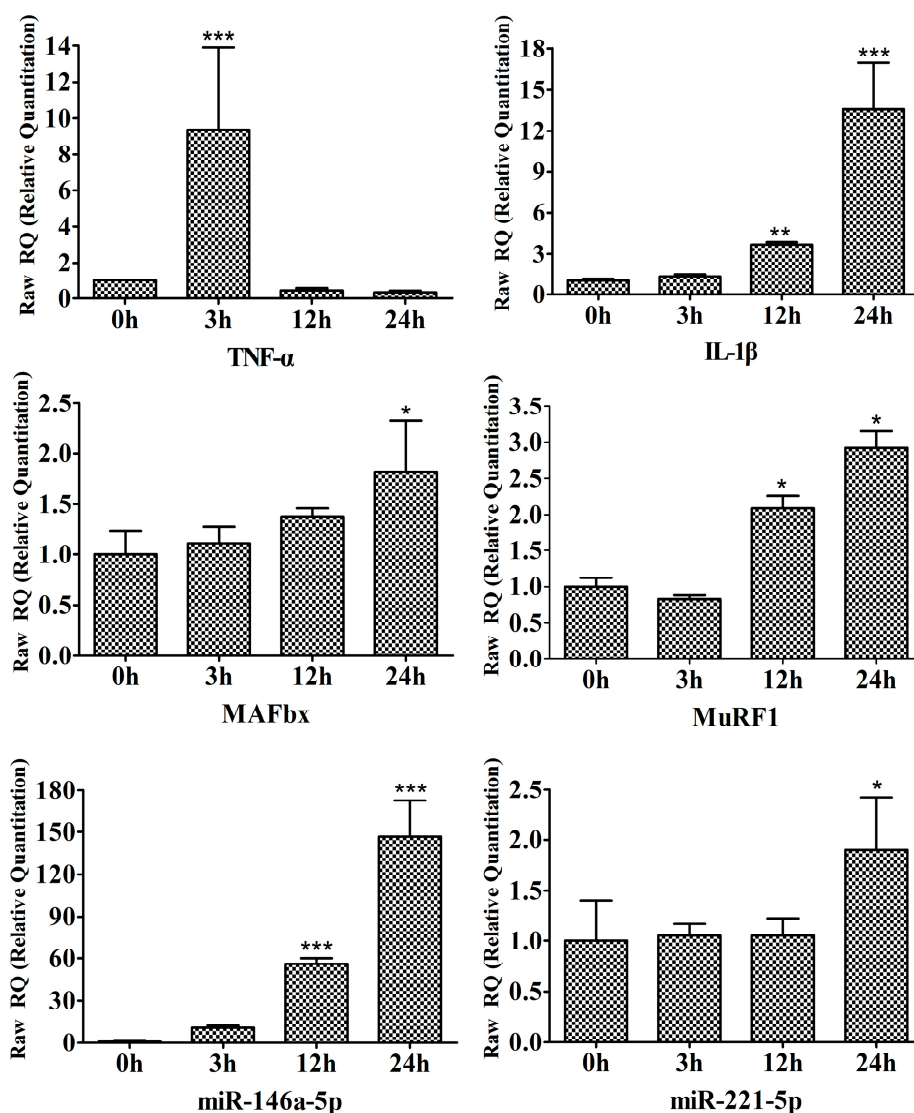 Raw RQ (Relative Quantitation)
14
12
10
8
6
4
2
0
***
0h 3h 12h 24h
TNF-α
Raw RQ (Relative Quantitation)
18
15
12
9
6
3
0
**
***
0h 3h 12h 24h
IL-1β
Raw RQ (Relative Quantitation)
2.5
2.0
1.5
1.0
0.5
0.0
*
0h 3h 12h 24h
MAFbx
Raw RQ (Relative Quantitation)
3.5
3.0
2.5
2.0
1.5
1.0
0.5
0.0
*
*
0h 3h 12h 24h
MuRF1
Raw RQ (Relative Quantitation)
180
150
120
90
60
30
0
***
***
0h 3h 12h 24h
miR-146a-5p
Raw RQ (Relative Quantitation)
2.5
2.0
1.5
1.0
0.5
0.0
*
0h 3h 12h 24h
miR-221-5p